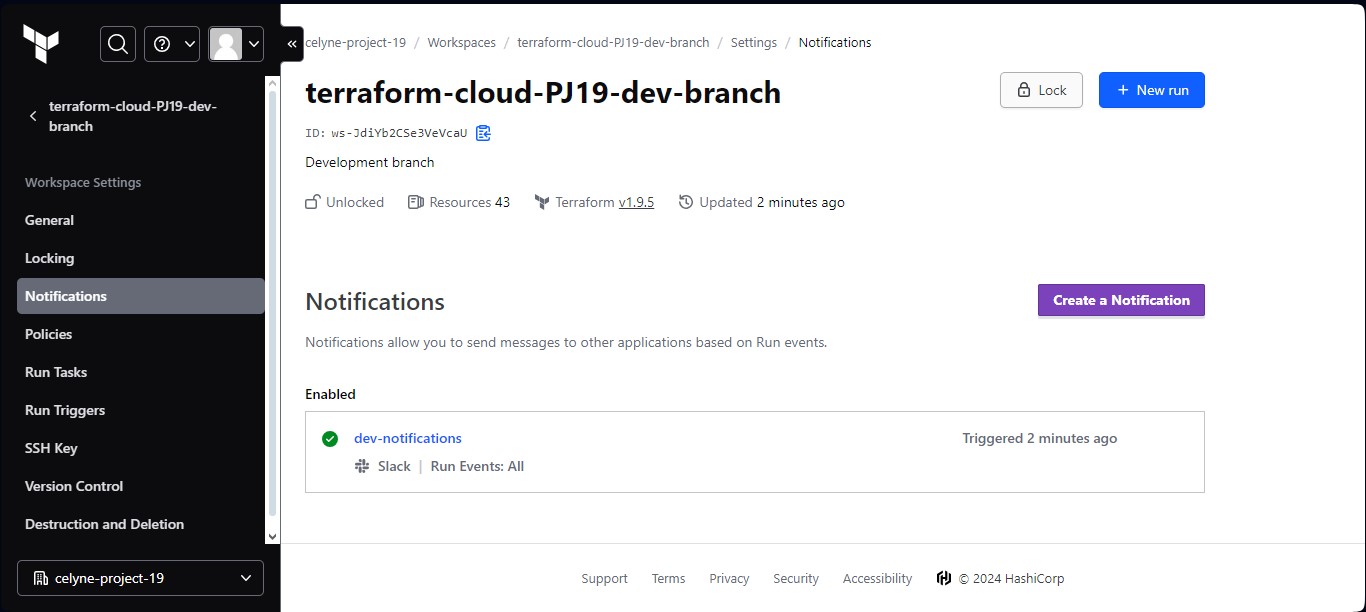 terraform-cloud-PJ19-dev-
branch
Workspace Settings
General
Locking
Notifications
Policies
Run Tasks
Run Triggers
SSH Key
Version Control
Destruction and Deletion
celyne-project-19
celyne-project-19 / Workspaces / terraform-cloud-PJ19-dev-branch / Settings / Notifications
terraform-cloud-PJ19-dev-branch
Lock
+ New run
ID: ws-JdiYb2CSe3VeVcaU
Development branch
Unlocked Resources 43 Terraform v1.9.5 Updated 2 minutes ago
Notifications
Create a Notification
Notifications allow you to send messages to other applications based on Run events.
Enabled
dev-notifications
Triggered 2 minutes ago
Slack | Run Events: All
Support Terms Privacy Security Accessibility © 2024 HashiCorp